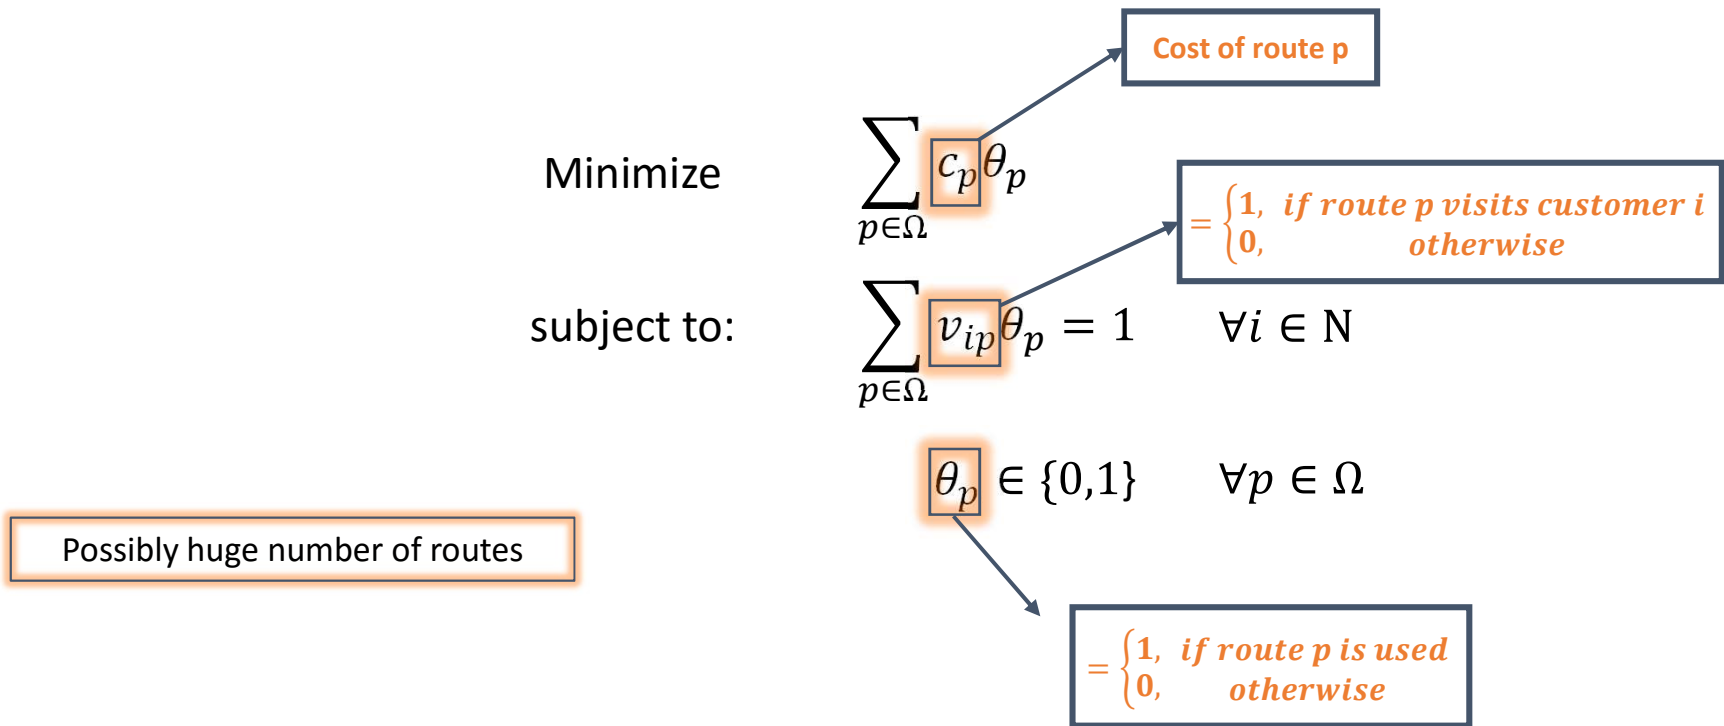 Cost of route p
Minimize ∑_{p∈Ω} c_p θ_p
= {1, if route p visits customer i
0, otherwise
subject to: ∑_{p∈Ω} v_{ip} θ_p = 1 ∀i ∈ N
θ_p ∈ {0,1} ∀p ∈ Ω
Possibly huge number of routes
= {1, if route p is used
0, otherwise